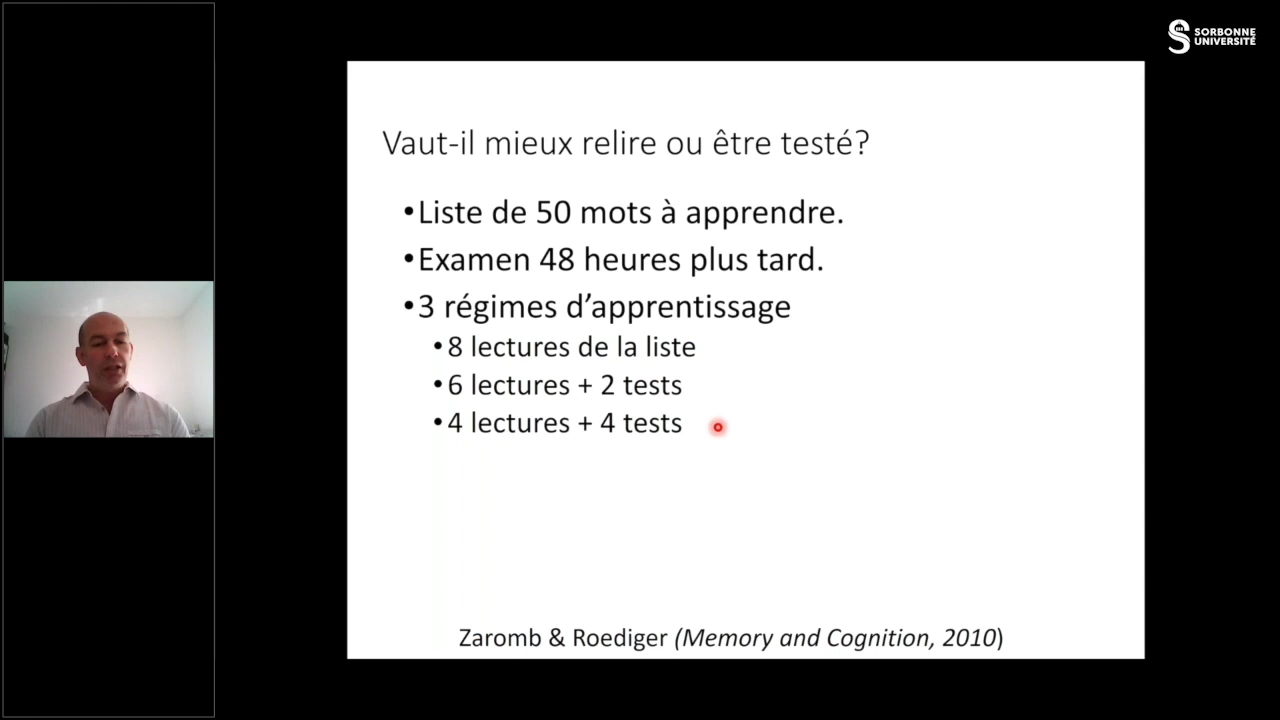 SORBONNE
UNIVERSITÉ
Vaut-il mieux relire ou être testé?
•Liste de 50 mots à apprendre.
•Examen 48 heures plus tard.
•3 régimes d’apprentissage
•8 lectures de la liste
•6 lectures + 2 tests
•4 lectures + 4 tests
Zaromb & Roediger (Memory and Cognition, 2010)